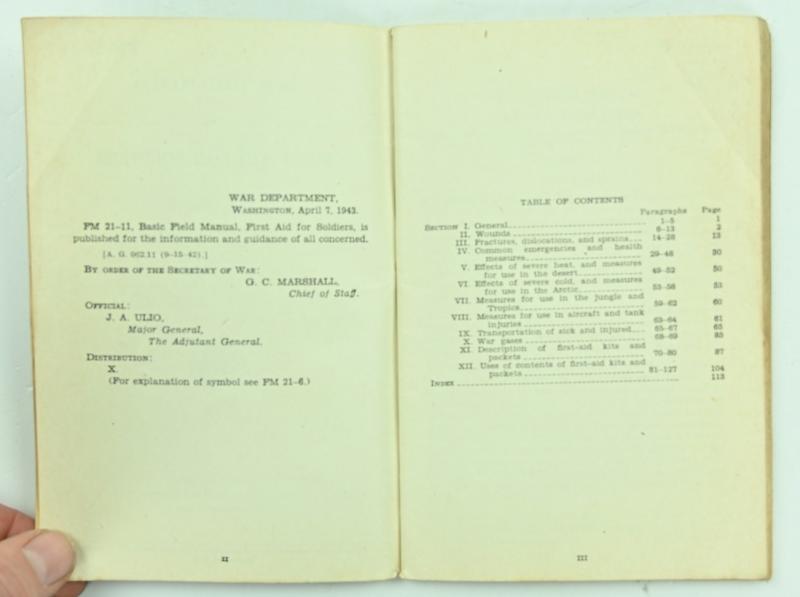 WAR DEPARTMENT,
WASHINGTON, April 7, 1943.
FM 21–11, Basic Field Manual, First Aid for Soldiers, is
published for the information and guidance of all concerned.
[A. G. 062.11 (9–15–42).]
BY ORDER OF THE SECRETARY OF WAR:
G. C. MARSHALL,
Chief of Staff.
OFFICIAL:
J. A. ULIO,
Major General,
The Adjutant General.
DISTRIBUTION:
X.
(For explanation of symbol see FM 21–6.)
II
TABLE OF CONTENTS
Paragraphs Page
SECTION I. General 1–5 1
II. Wounds 6–13 2
III. Fractures, dislocations, and sprains 14–28 13
IV. Common emergencies and health
measures 29–48 30
V. Effects of severe heat, and measures
for use in the desert 49–52 50
VI. Effects of severe cold, and measures
for use in the Arctic 53–58 53
VII. Measures for use in the jungle and
Tropics 59–62 60
VIII. Measures for use in aircraft and tank
injuries 63–64 61
IX. Transportation of sick and injured 65–67 65
X. War gases 68–69 85
XI. Description of first-aid kits and
packets 70–80 87
XII. Uses of contents of first-aid kits and
packets 81–127 104
INDEX 113
III